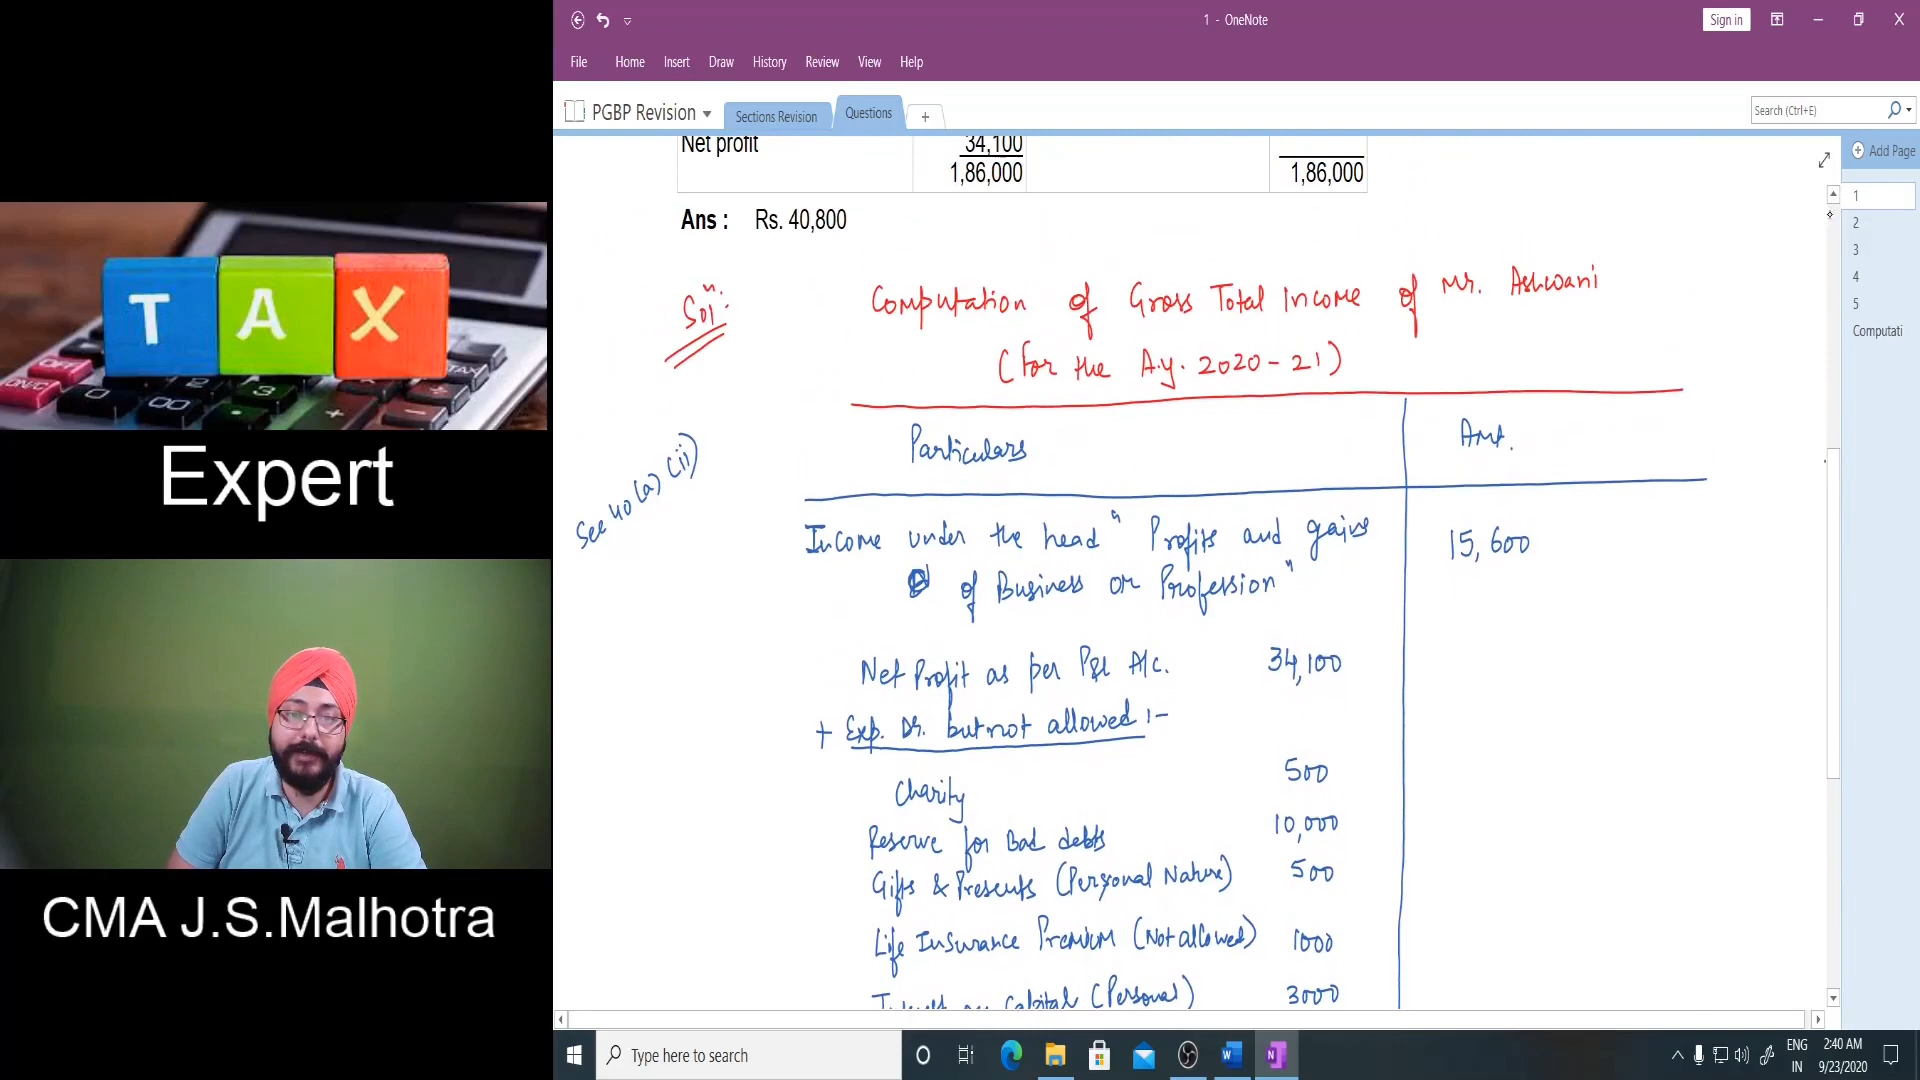 1 - OneNote
Sign in
File Home Insert Draw History Review View Help
PGBP Revision Sections Revision Questions +
Search (Ctrl+E)
Add Page
1
2
3
4
5
Computati
Net profit 34,100
1,86,000 1,86,000
Ans : Rs. 40,800
Solⁿ:
Computation of Gross Total Income of Mr. Ashwani
(For the A.y. 2020-21)
Particulars Amt.
Sec 40(a)(ii)
Income under the head "Profits and gains 15,600
of Business or Profession"
Net Profit as per P&L A/c. 34,100
+ Exp. Dr. but not allowed :-
Charity 500
Reserve for Bad debts 10,000
Gifts & Presents (Personal Nature) 500
Life Insurance Premium (Not allowed) 1000
Interest on Capital (Personal) 3000
TAX
Expert
CMA J.S.Malhotra
Type here to search
ENG
IN
2:40 AM
9/23/2020